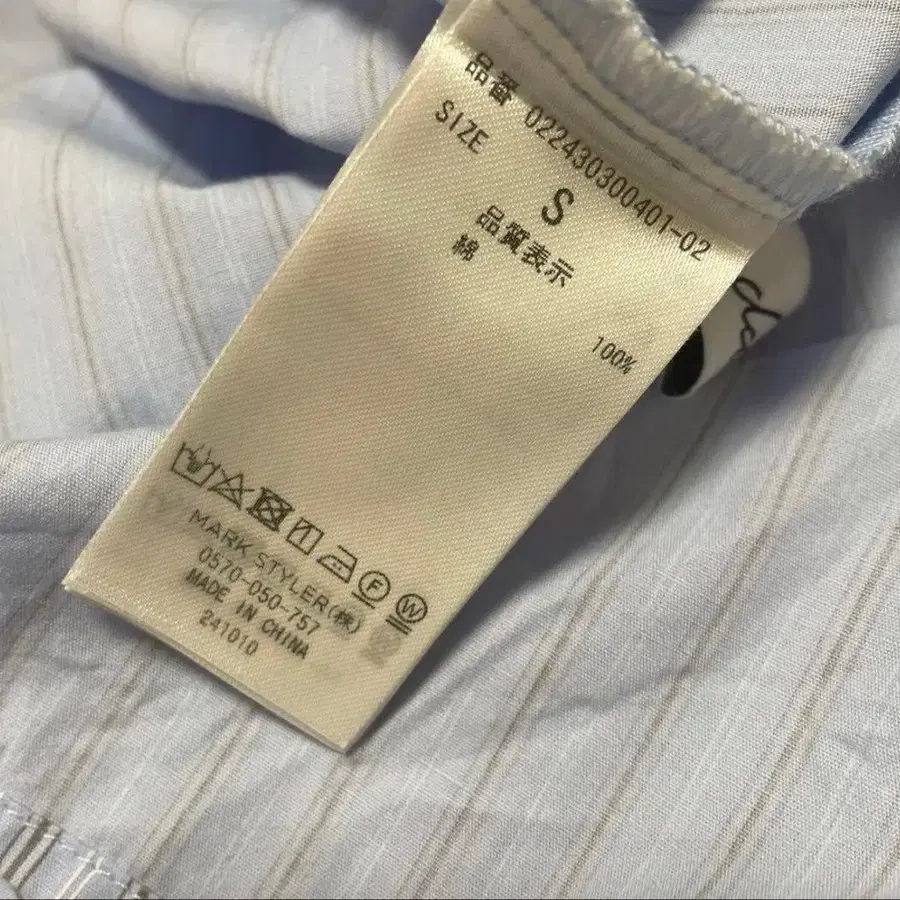 品番 022430300401-02
SIZE S
品質表示
綿 100%
MARK STYLER(株)
0570-050-757
MADE IN CHINA
241010